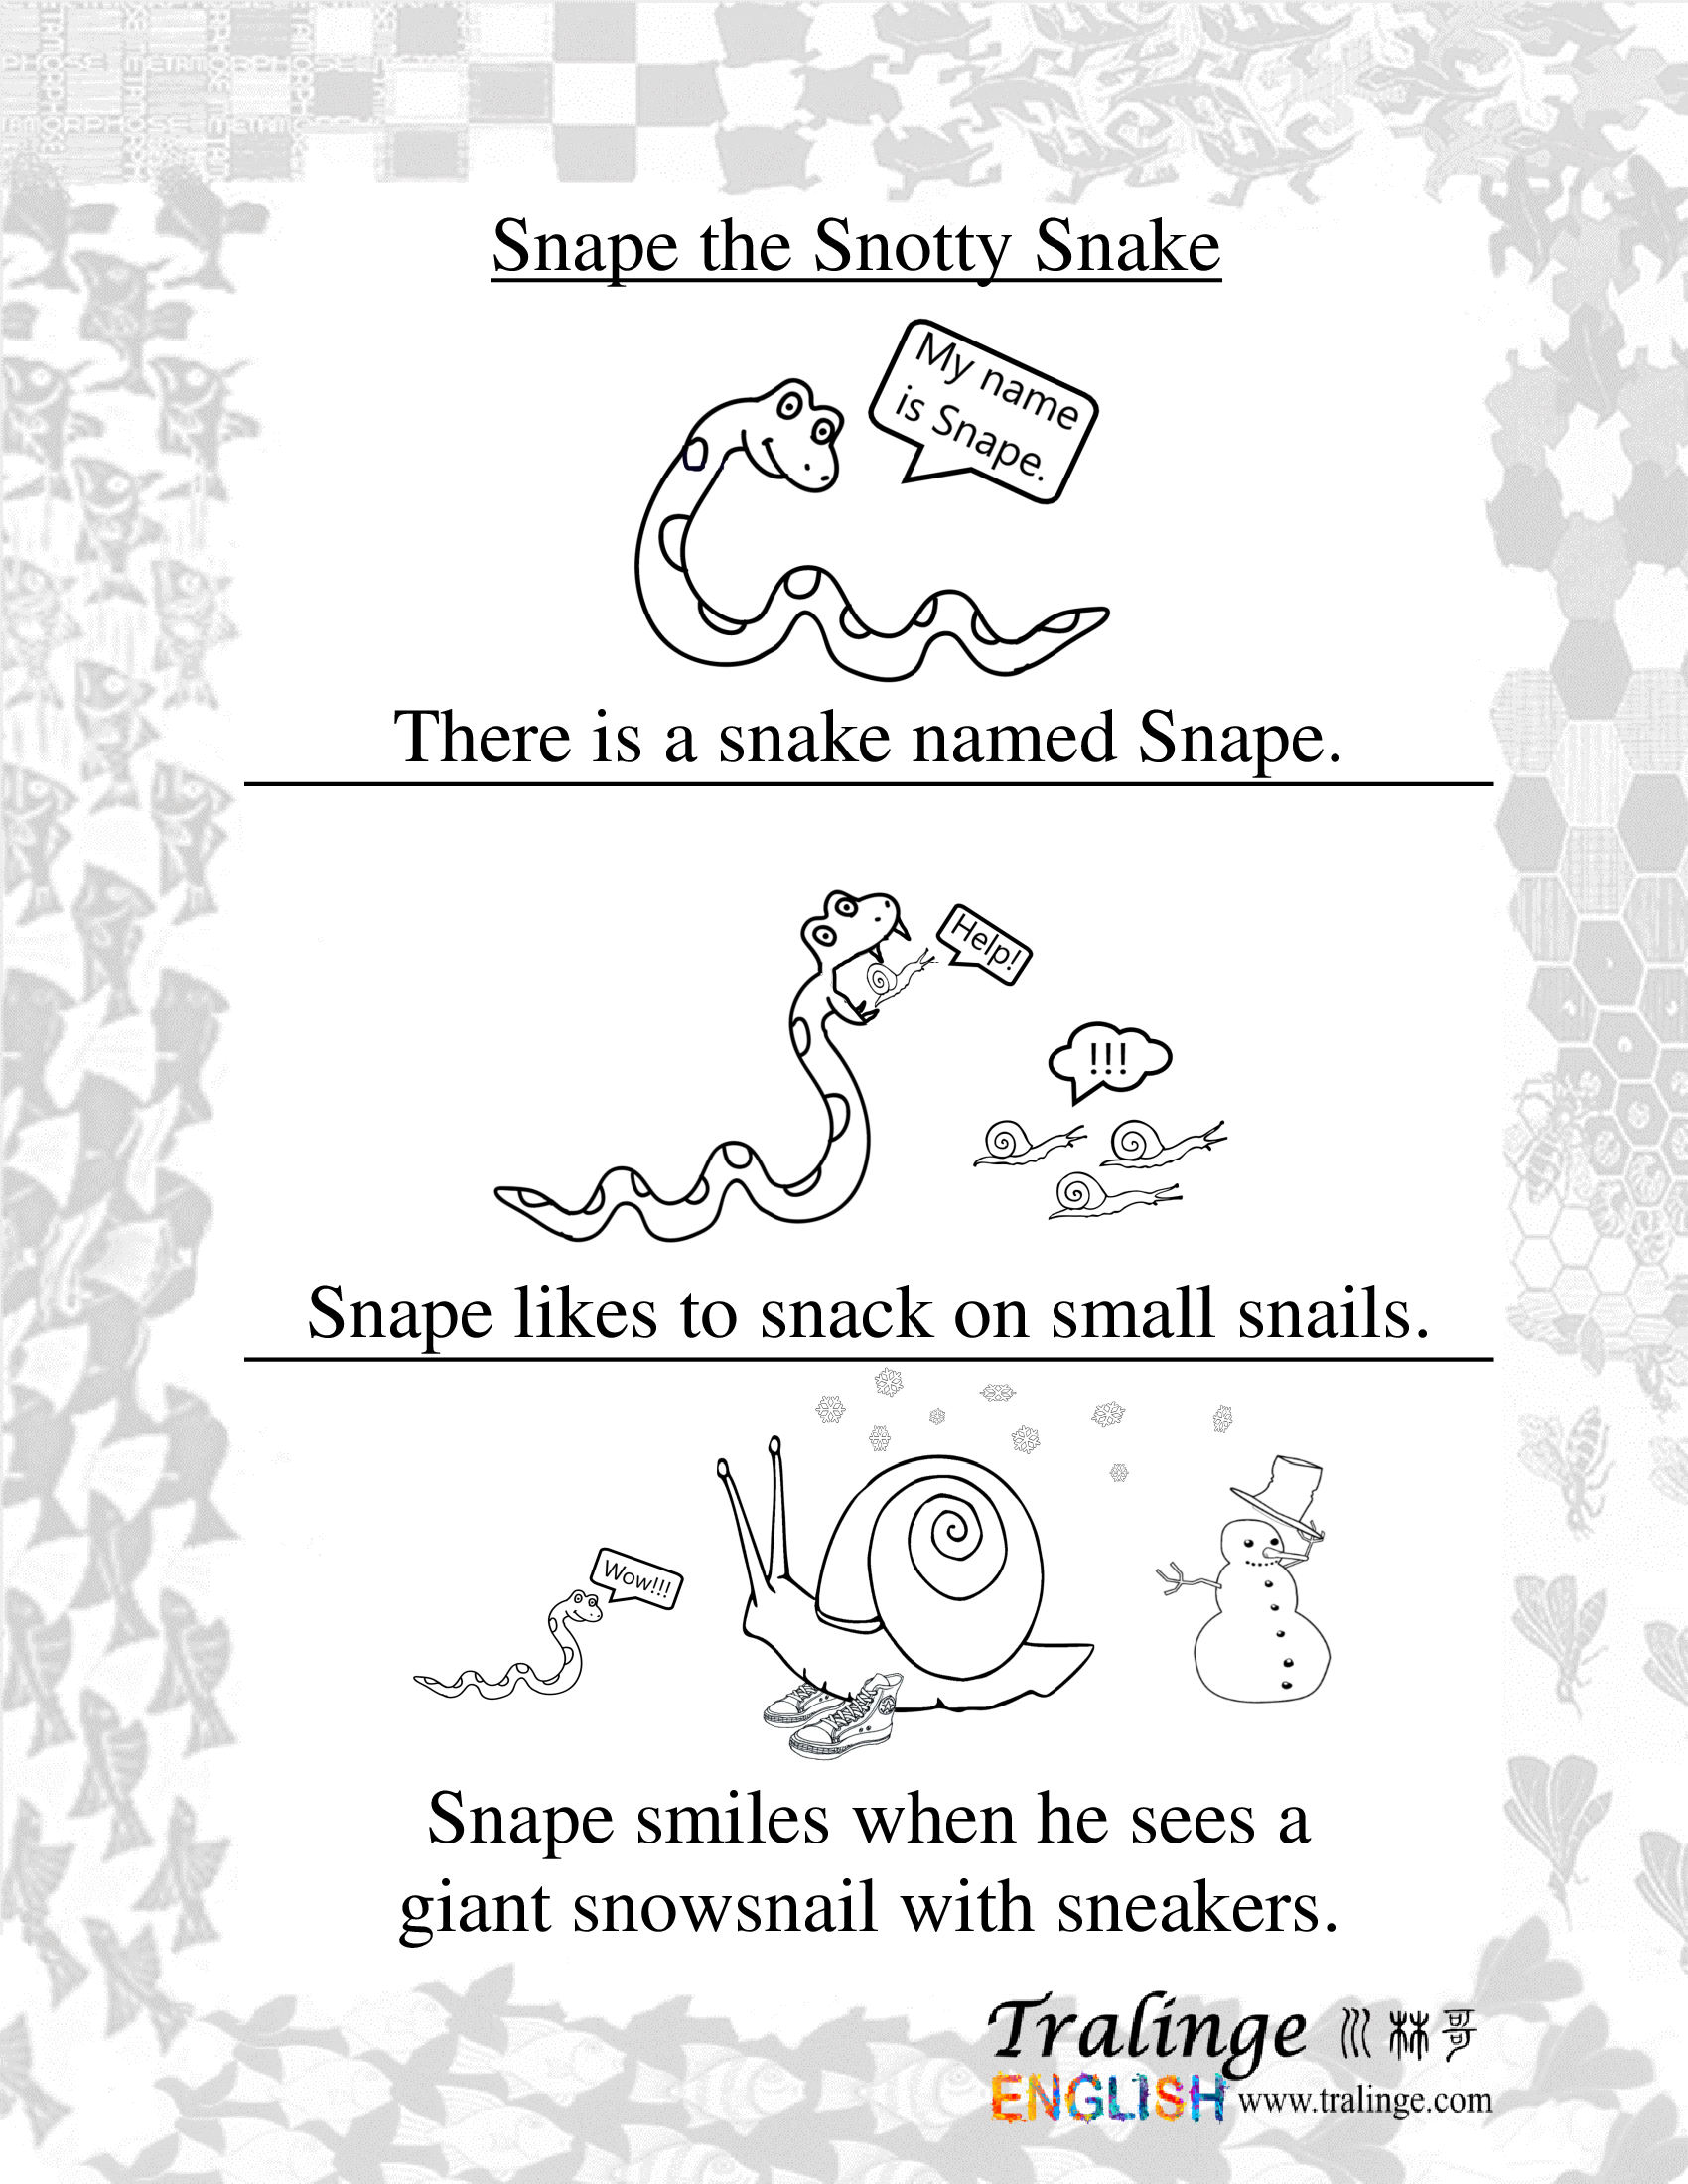 Snape the Snotty Snake
My name
is Snape.
There is a snake named Snape.
Help!
!!!
Snape likes to snack on small snails.
Wow!!!
Snape smiles when he sees a
giant snowsnail with sneakers.
Tralinge 川林哥
ENGLISH www.tralinge.com